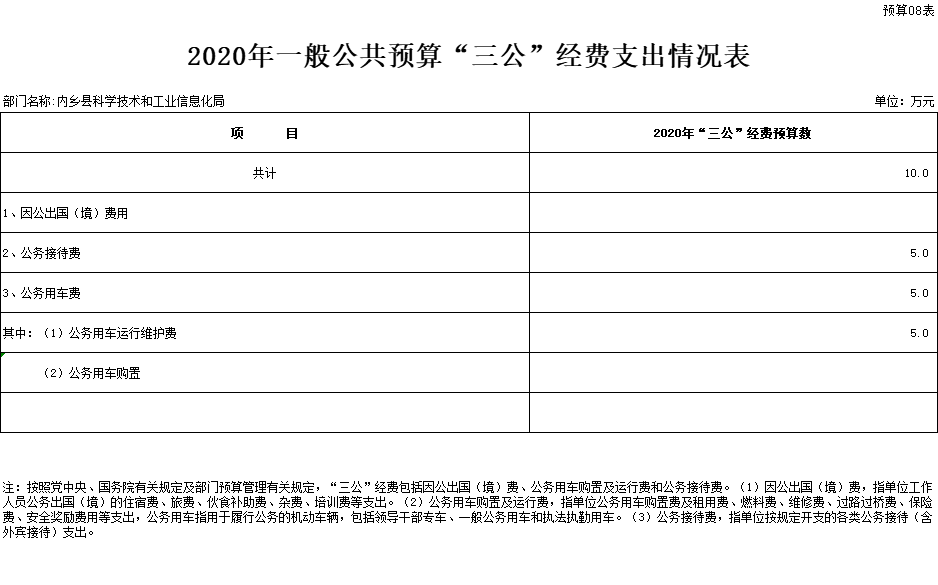 预算08表
2020年一般公共预算“三公”经费支出情况表
部门名称:内乡县科学技术和工业信息化局 单位：万元
项 目 2020年“三公”经费预算数
共计 10.0
1、因公出国（境）费用
2、公务接待费 5.0
3、公务用车费 5.0
其中：（1）公务用车运行维护费 5.0
（2）公务用车购置
注：按照党中央、国务院有关规定及部门预算管理有关规定，“三公”经费包括因公出国（境）费、公务用车购置及运行费和公务接待费。（1）因公出国（境）费，指单位工作
人员公务出国（境）的住宿费、旅费、伙食补助费、杂费、培训费等支出。（2）公务用车购置及运行费，指单位公务用车购置费及租用费、燃料费、维修费、过路过桥费、保险
费、安全奖励费用等支出，公务用车指用于履行公务的机动车辆，包括领导干部专车、一般公务用车和执法执勤用车。（3）公务接待费，指单位按规定开支的各类公务接待（含
外宾接待）支出。